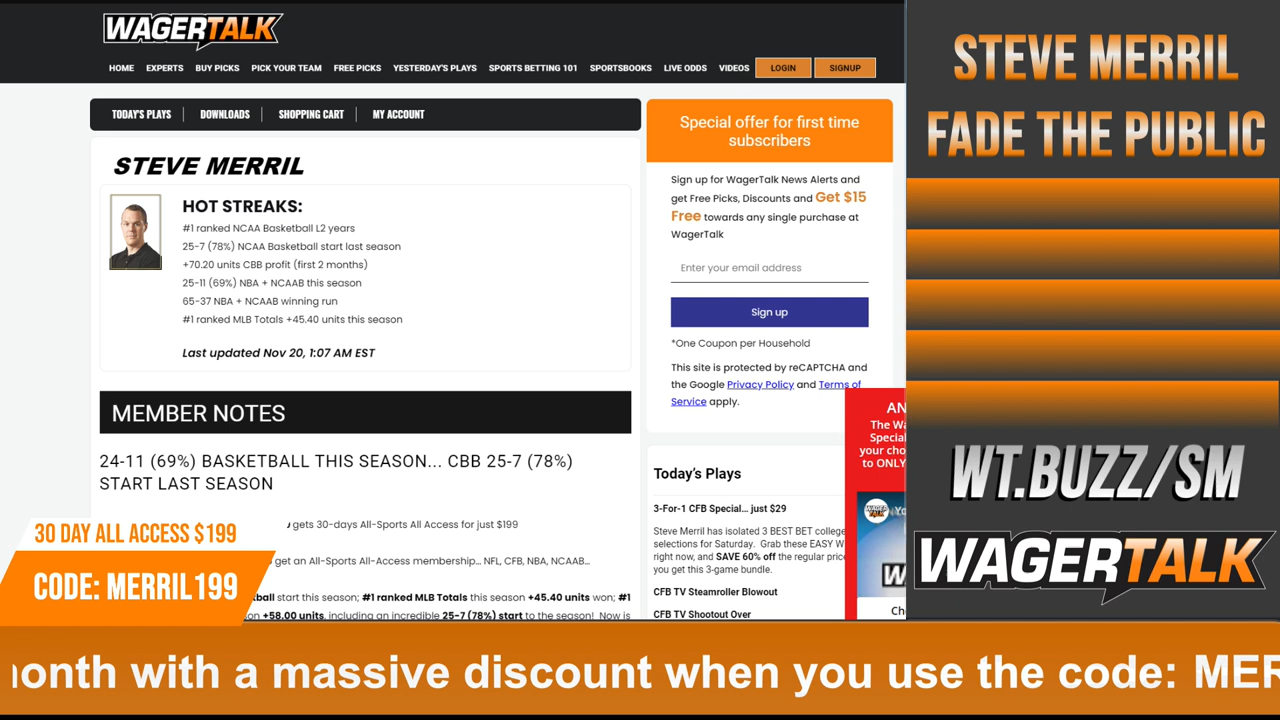 WAGERTALK
HOME EXPERTS BUY PICKS PICK YOUR TEAM FREE PICKS YESTERDAY'S PLAYS SPORTS BETTING 101 SPORTSBOOKS LIVE ODDS VIDEOS LOGIN SIGNUP
TODAY'S PLAYS DOWNLOADS SHOPPING CART MY ACCOUNT
STEVE MERRIL
HOT STREAKS:
#1 ranked NCAA Basketball L2 years
25-7 (78%) NCAA Basketball start last season
+70.20 units CBB profit (first 2 months)
25-11 (69%) NBA + NCAAB this season
65-37 NBA + NCAAB winning run
#1 ranked MLB Totals +45.40 units this season
Last updated Nov 20, 1:07 AM EST
MEMBER NOTES
24-11 (69%) BASKETBALL THIS SEASON... CBB 25-7 (78%)
START LAST SEASON
gets 30-days All-Sports All Access for just $199
get an All-Sports All-Access membership... NFL, CFB, NBA, NCAAB...
start this season; #1 ranked MLB Totals this season +45.40 units won; #1
+58.00 units, including an incredible 25-7 (78%) start to the season! Now is
Special offer for first time
subscribers
Sign up for WagerTalk News Alerts and
get Free Picks, Discounts and Get $15
Free towards any single purchase at
WagerTalk
Enter your email address
Sign up
*One Coupon per Household
This site is protected by reCAPTCHA and
the Google Privacy Policy and Terms of
Service apply.
Today's Plays
3-For-1 CFB Special... just $29
Steve Merril has isolated 3 BEST BET college
selections for Saturday. Grab these EASY W
right now, and SAVE 60% off the regular price
you get this 3-game bundle.
CFB TV Steamroller Blowout
CFB TV Shootout Over
AN
The Wa
Special
your cho
to ONLY
WAGER
TALK
Yo
W
Ch
STEVE MERRIL
FADE THE PUBLIC
WT.BUZZ/SM
WAGERTALK
30 DAY ALL ACCESS $199
CODE: MERRIL199
month with a massive discount when you use the code: MER